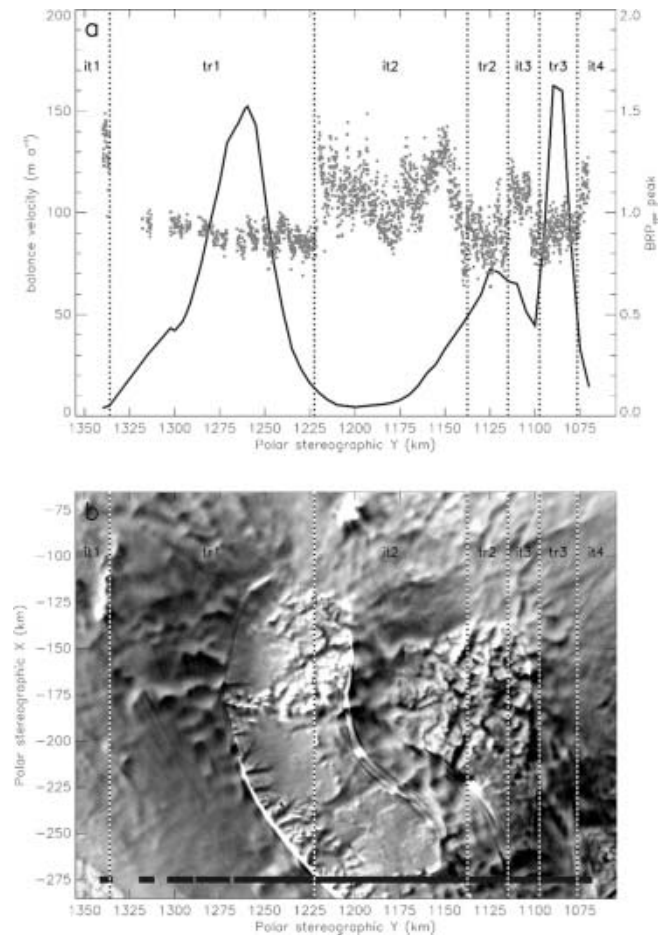 a
200
150
100
50
0
balance velocity (m a⁻¹)
it1 tr1 it2 tr2 it3 tr3 it4
2.0
1.5
1.0
0.5
0.0
BRP peak
1350 1325 1300 1275 1250 1225 1200 1175 1150 1125 1100 1075
Polar stereographic Y (km)
b
−75
−100
−125
−150
−175
−200
−225
−250
−275
Polar stereographic X (km)
it1 tr1 it2 tr2 it3 tr3 it4
1350 1325 1300 1275 1250 1225 1200 1175 1150 1125 1100 1075
Polar stereographic Y (km)